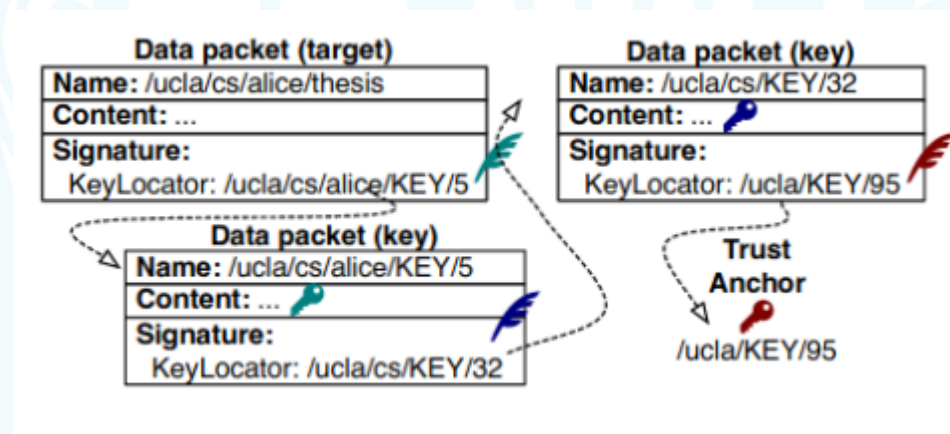 Data packet (target)
Name: /ucla/cs/alice/thesis
Content: ...
Signature:
KeyLocator: /ucla/cs/alice/KEY/5
Data packet (key)
Name: /ucla/cs/alice/KEY/5
Content: ...
Signature:
KeyLocator: /ucla/cs/KEY/32
Data packet (key)
Name: /ucla/cs/KEY/32
Content: ...
Signature:
KeyLocator: /ucla/KEY/95
Trust
Anchor
/ucla/KEY/95